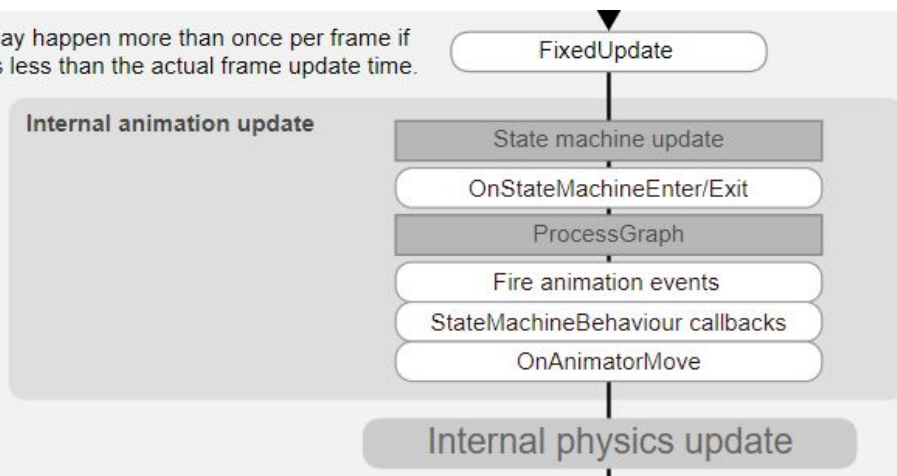 ay happen more than once per frame if
s less than the actual frame update time.
FixedUpdate
Internal animation update
State machine update
OnStateMachineEnter/Exit
ProcessGraph
Fire animation events
StateMachineBehaviour callbacks
OnAnimatorMove
Internal physics update